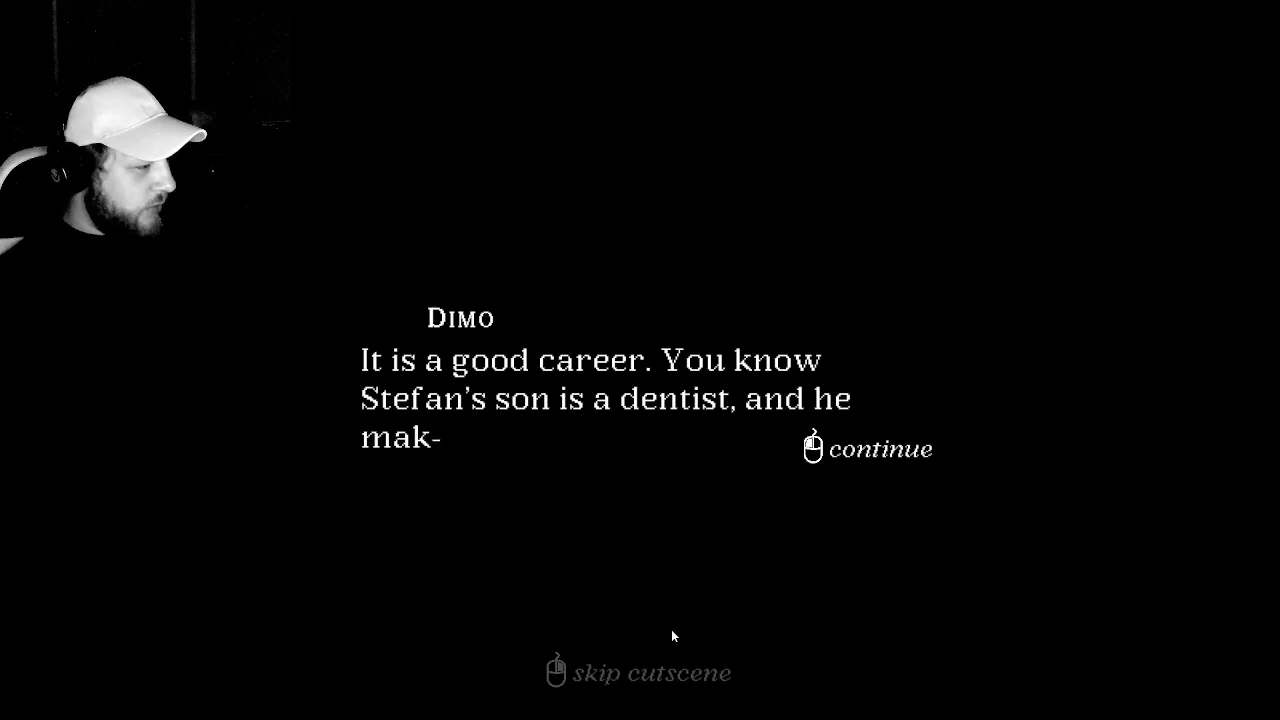 Dimo
It is a good career. You know
Stefan's son is a dentist, and he
mak-
continue
skip cutscene